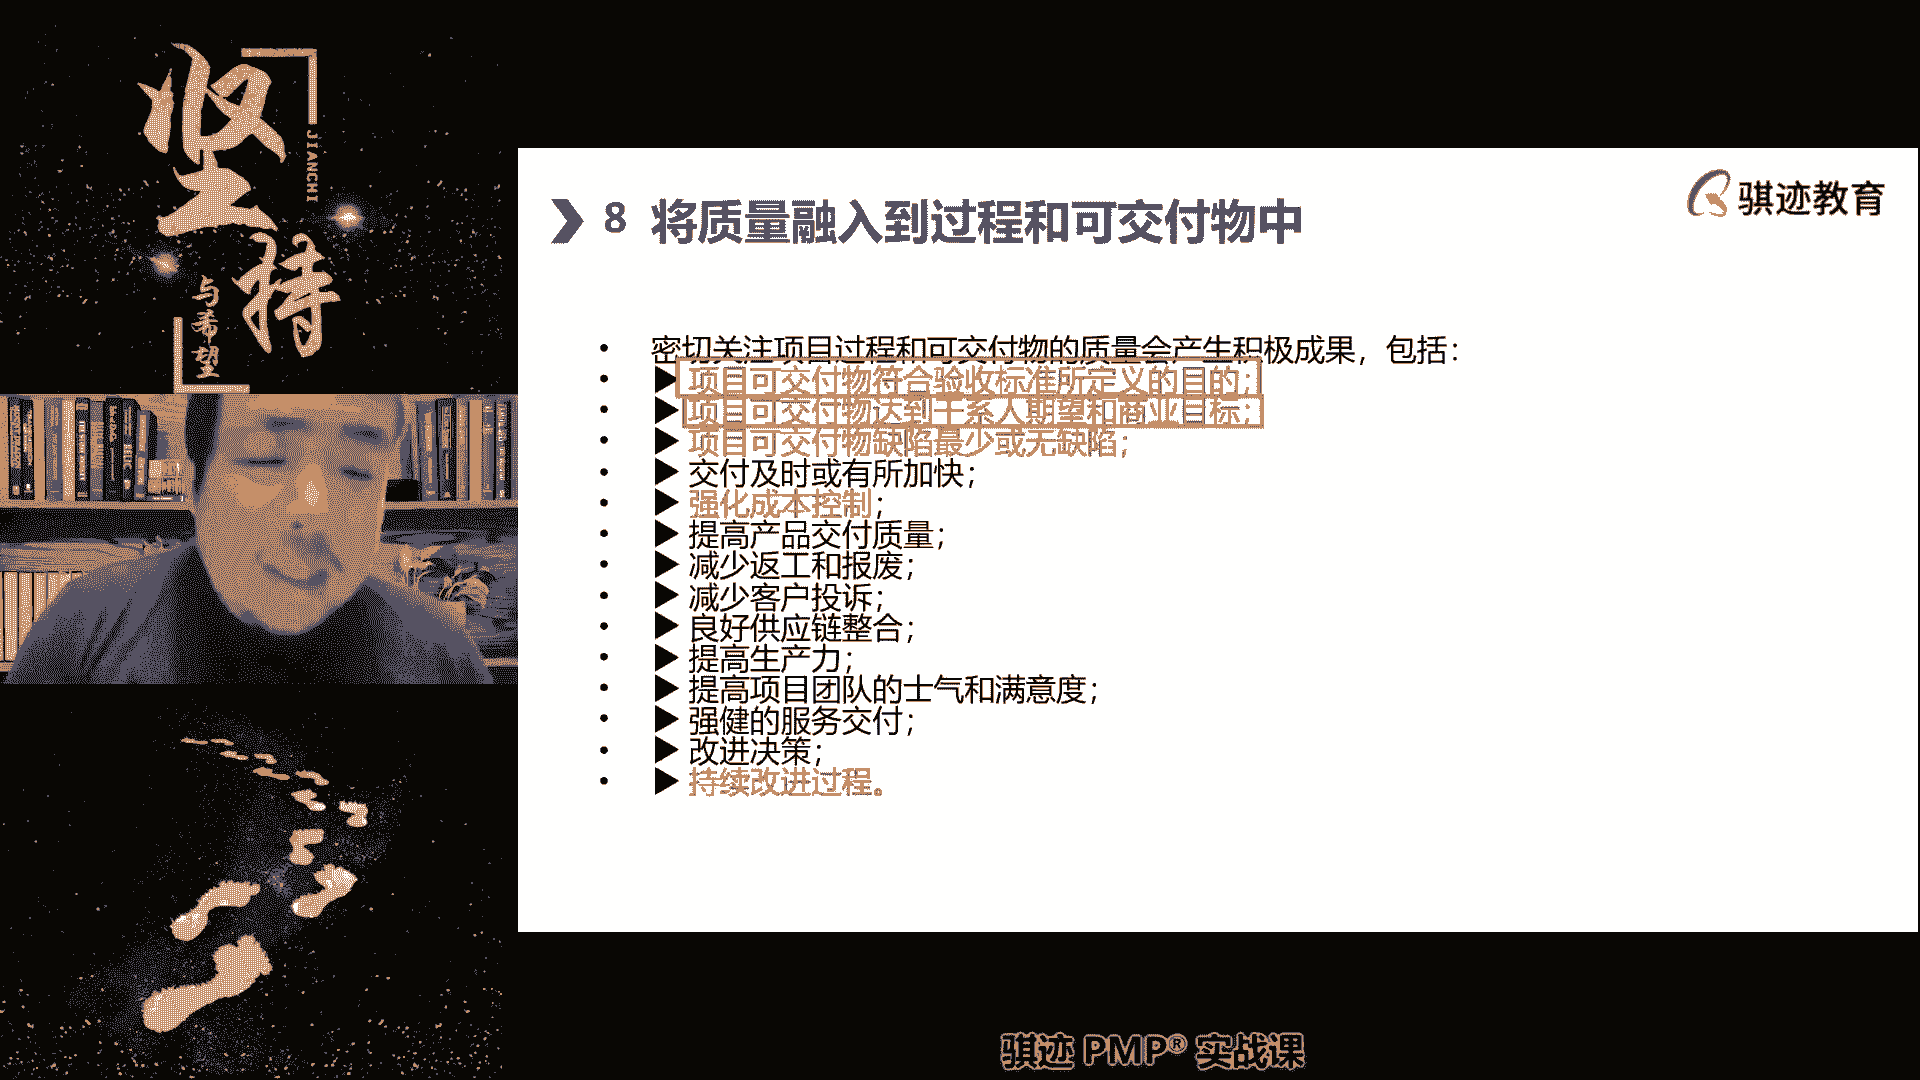 坚持
JIANCHI
与希望
骐迹教育
8 将质量融入到过程和可交付物中
• 密切关注项目过程和可交付物的质量会产生积极成果，包括：
• ▶ 项目可交付物符合验收标准所定义的目的；
• ▶ 项目可交付物达到干系人期望和商业目标；
• ▶ 项目可交付物缺陷最少或无缺陷；
• ▶ 交付及时或有所加快；
• ▶ 强化成本控制；
• ▶ 提高产品交付质量；
• ▶ 减少返工和报废；
• ▶ 减少客户投诉；
• ▶ 良好供应链整合；
• ▶ 提高生产力；
• ▶ 提高项目团队的士气和满意度；
• ▶ 强健的服务交付；
• ▶ 改进决策；
• ▶ 持续改进过程。
骐迹 PMP® 实战课